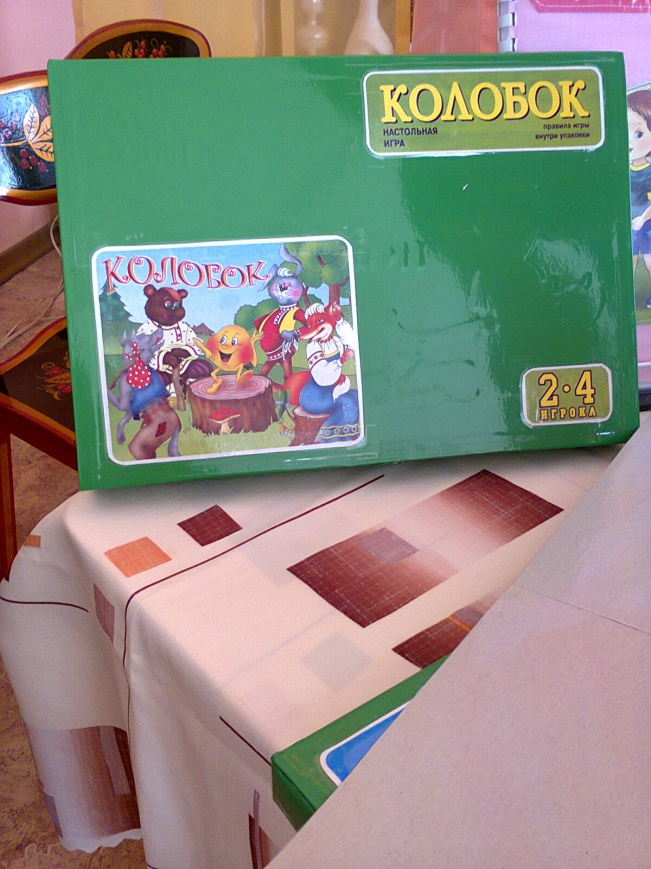 КОЛОБОК
НАСТОЛЬНАЯ
ИГРА
правила игры
внутри упаковки
КОЛОБОК
2·4
ИГРОКА